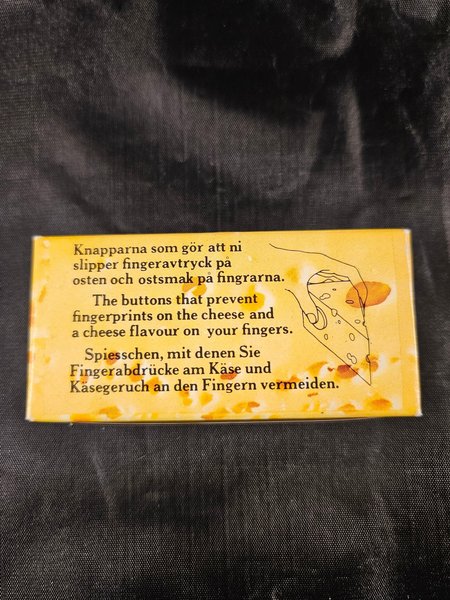 Knapparna som gör att ni
slipper fingeravtryck på
osten och ostsmak på fingrarna.
The buttons that prevent
fingerprints on the cheese and
a cheese flavour on your fingers.
Spiesschen, mit denen Sie
Fingerabdrücke am Käse und
Käsegeruch an den Fingern vermeiden.